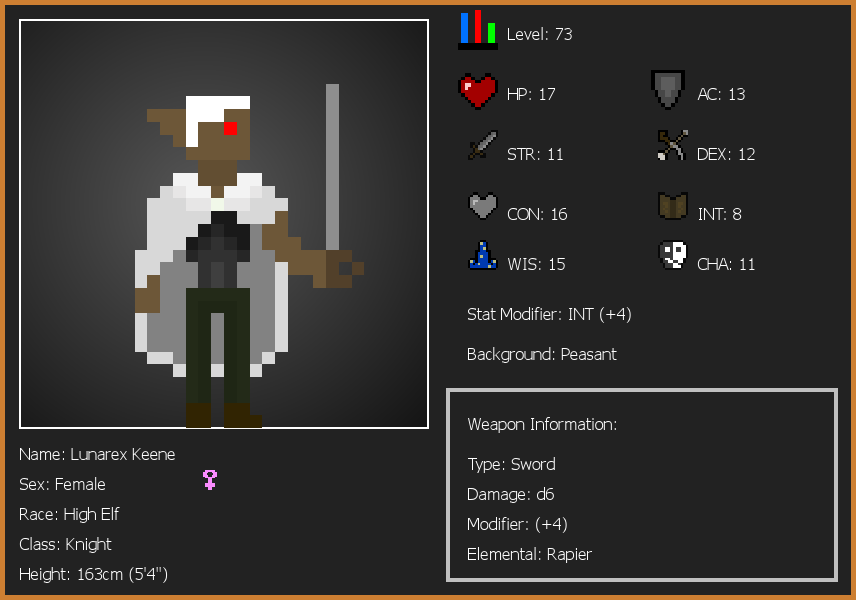 Level: 73
HP: 17
AC: 13
STR: 11
DEX: 12
CON: 16
INT: 8
WIS: 15
CHA: 11
Stat Modifier: INT (+4)
Background: Peasant
Weapon Information:
Type: Sword
Damage: d6
Modifier: (+4)
Elemental: Rapier
Name: Lunarex Keene
Sex: Female
Race: High Elf
Class: Knight
Height: 163cm (5'4")